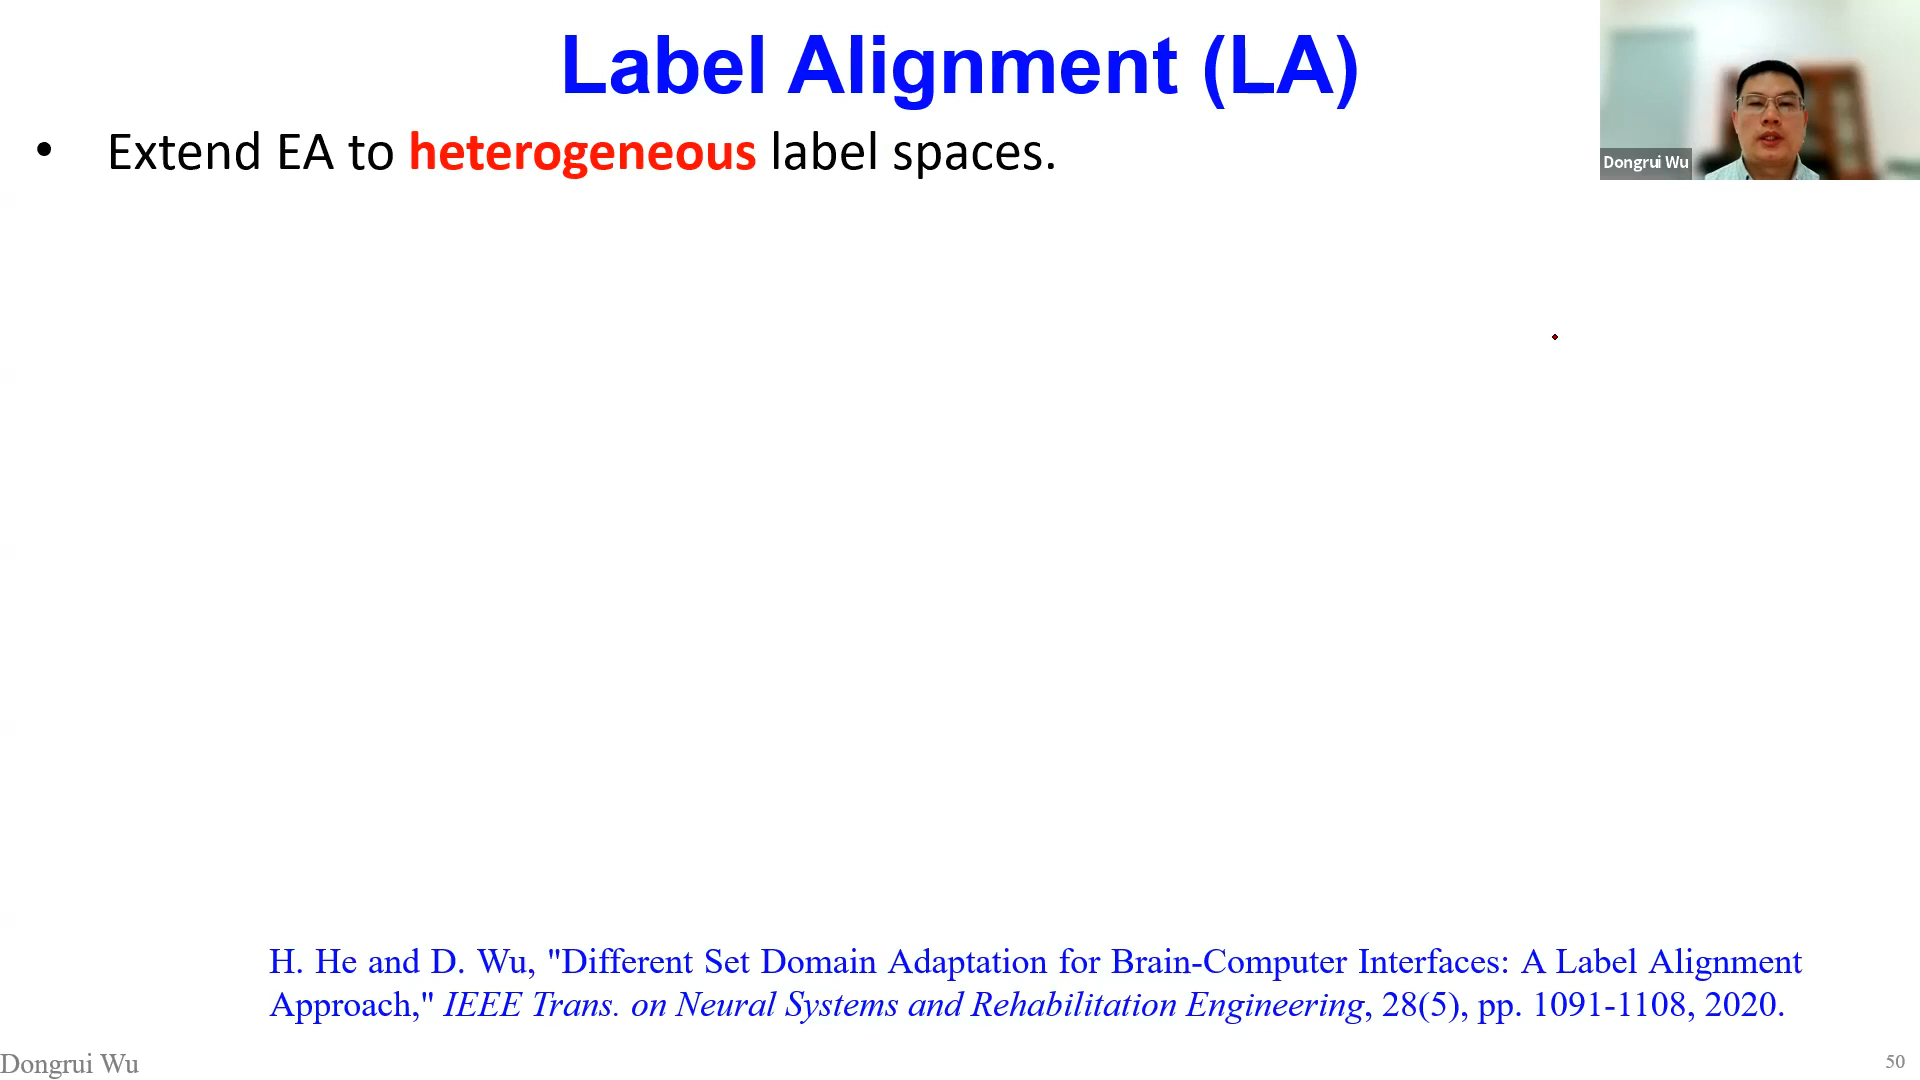 Label Alignment (LA)
• Extend EA to heterogeneous label spaces.
Dongrui Wu
H. He and D. Wu, "Different Set Domain Adaptation for Brain-Computer Interfaces: A Label Alignment
Approach," IEEE Trans. on Neural Systems and Rehabilitation Engineering, 28(5), pp. 1091-1108, 2020.
Dongrui Wu
50